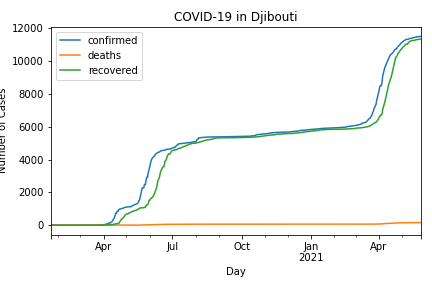 COVID-19 in Djibouti
12000
10000
8000
6000
4000
2000
0
Number of Cases
confirmed
deaths
recovered
Apr
Jul
Oct
Jan
2021
Apr
Day